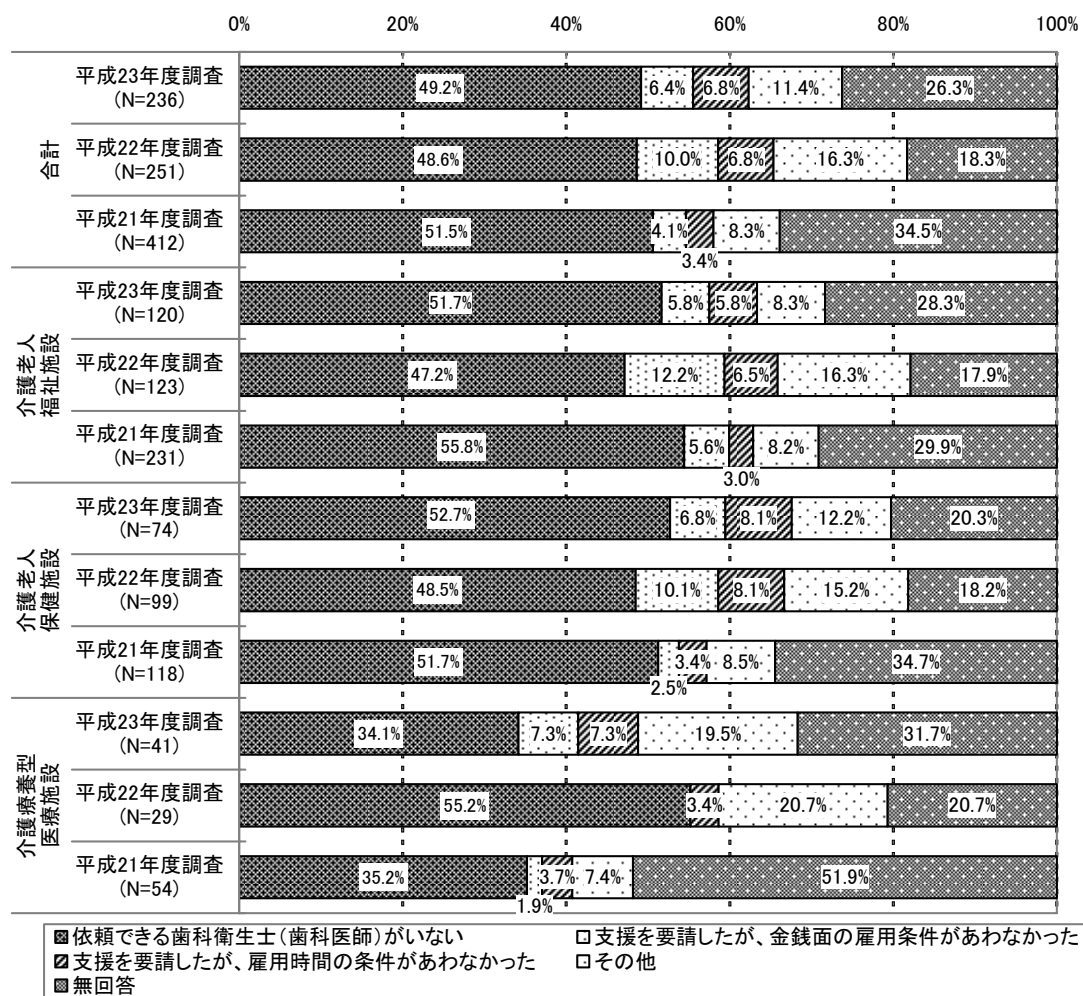 0% 20% 40% 60% 80% 100%
合計
平成23年度調査
(N=236)
49.2% 6.4% 6.8% 11.4% 26.3%
平成22年度調査
(N=251)
48.6% 10.0% 6.8% 16.3% 18.3%
平成21年度調査
(N=412)
51.5% 4.1% 8.3% 34.5%
3.4%
介護老人
福祉施設
平成23年度調査
(N=120)
51.7% 5.8% 5.8% 8.3% 28.3%
平成22年度調査
(N=123)
47.2% 12.2% 6.5% 16.3% 17.9%
平成21年度調査
(N=231)
55.8% 5.6% 8.2% 29.9%
3.0%
介護老人
保健施設
平成23年度調査
(N=74)
52.7% 6.8% 8.1% 12.2% 20.3%
平成22年度調査
(N=99)
48.5% 10.1% 8.1% 15.2% 18.2%
平成21年度調査
(N=118)
51.7% 3.4% 8.5% 34.7%
2.5%
介護療養型
医療施設
平成23年度調査
(N=41)
34.1% 7.3% 7.3% 19.5% 31.7%
平成22年度調査
(N=29)
55.2% 3.4% 20.7% 20.7%
平成21年度調査
(N=54)
35.2% 3.7% 7.4% 51.9%
1.9%
依頼できる歯科衛生士(歯科医師)がいない 支援を要請したが、金銭面の雇用条件があわなかった
支援を要請したが、雇用時間の条件があわなかった その他
無回答